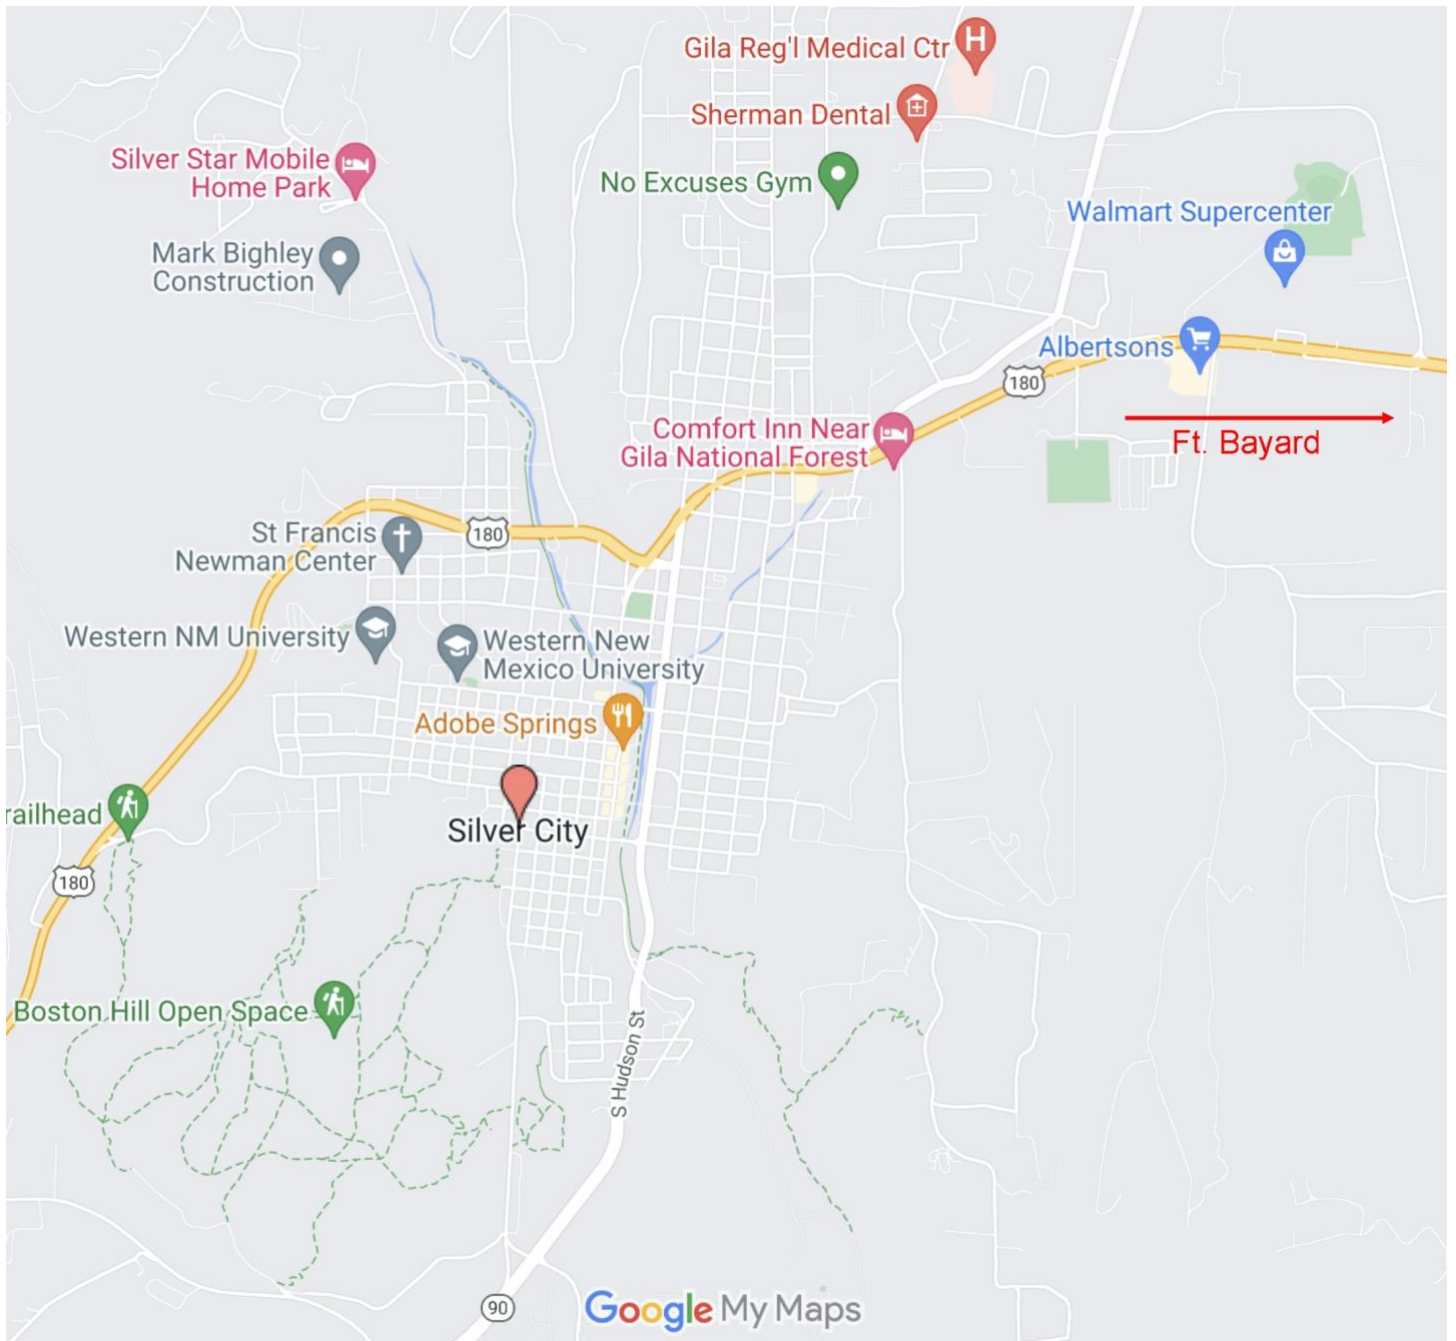 Gila Reg'l Medical Ctr
H
Sherman Dental
Silver Star Mobile
Home Park
No Excuses Gym
Walmart Supercenter
Mark Bighley
Construction
Albertsons
180
Ft. Bayard
Comfort Inn Near
Gila National Forest
St Francis
Newman Center
180
Western NM University
Western New
Mexico University
Adobe Springs
railhead
Silver City
180
Boston Hill Open Space
S Hudson St
90
Google My Maps